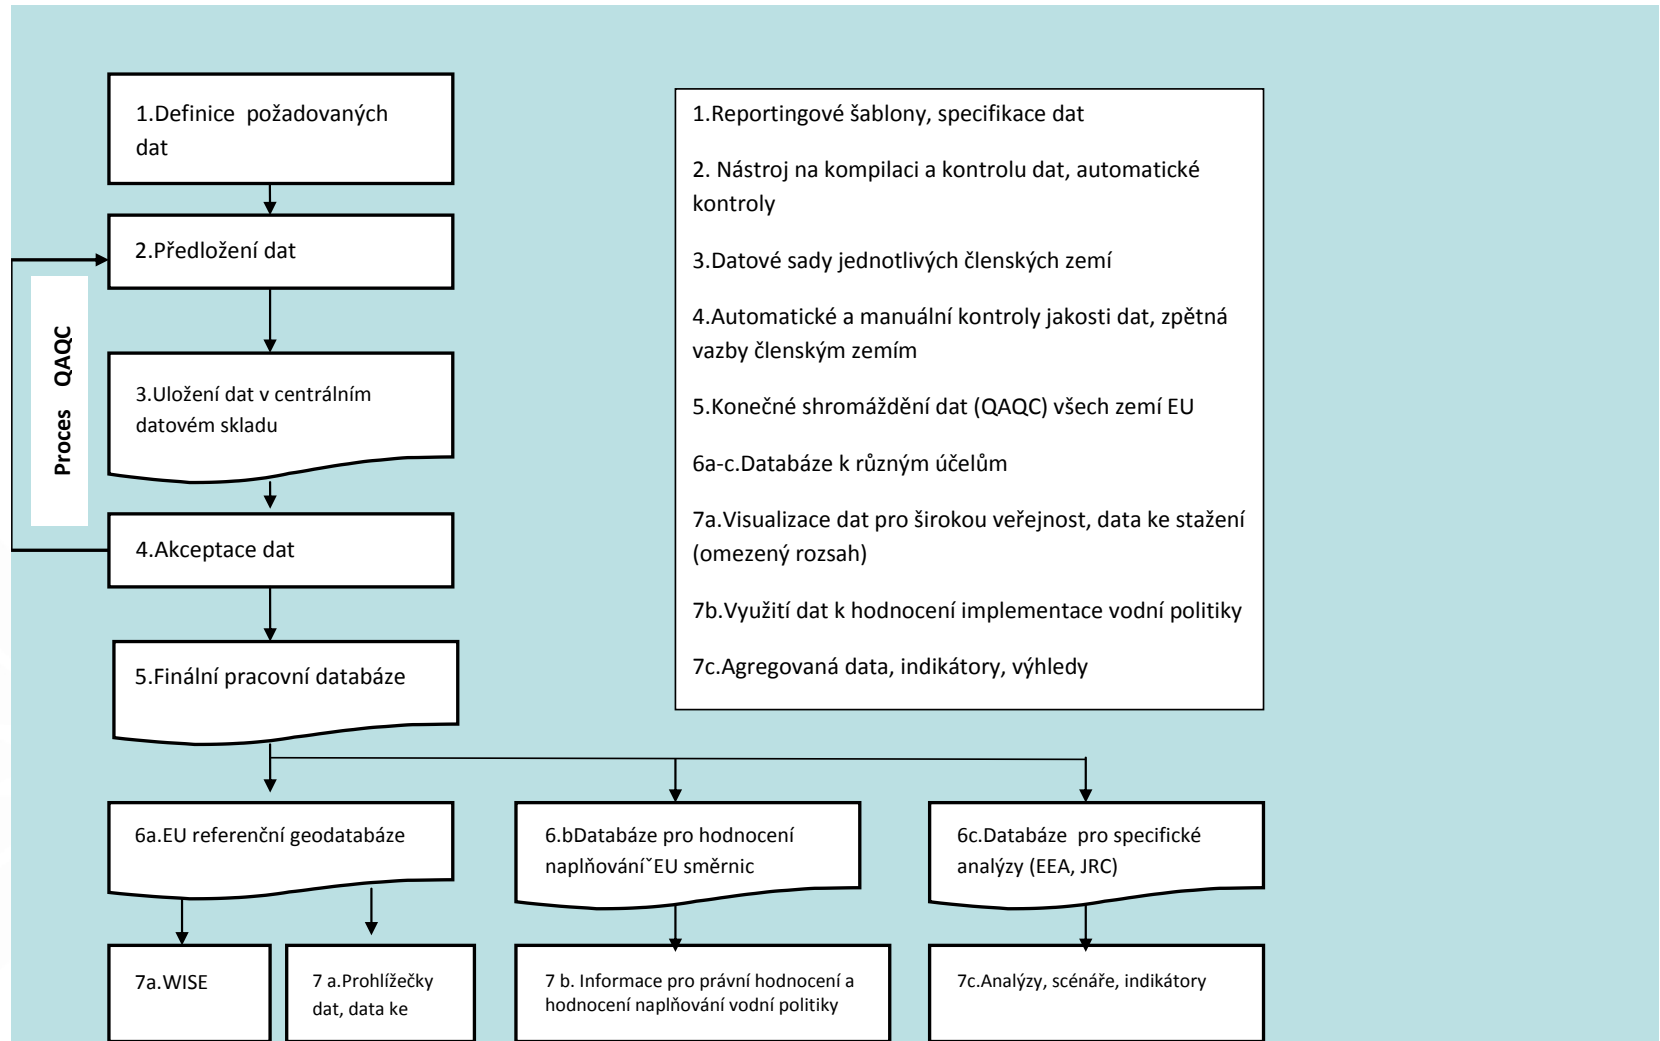 1.Definice požadovaných
dat
2.Předložení dat
Proces QAQC
3.Uložení dat v centrálním
datovém skladu
4.Akceptace dat
5.Finální pracovní databáze
1.Reportingové šablony, specifikace dat
2. Nástroj na kompilaci a kontrolu dat, automatické
kontroly
3.Datové sady jednotlivých členských zemí
4.Automatické a manuální kontroly jakosti dat, zpětná
vazby členským zemím
5.Konečné shromáždění dat (QAQC) všech zemí EU
6a-c.Databáze k různým účelům
7a.Visualizace dat pro širokou veřejnost, data ke stažení
(omezený rozsah)
7b.Využití dat k hodnocení implementace vodní politiky
7c.Agregovaná data, indikátory, výhledy
6a.EU referenční geodatabáze
6.bDatabáze pro hodnocení
naplňováníˇEU směrnic
6c.Databáze pro specifické
analýzy (EEA, JRC)
7a.WISE
7 a.Prohlížečky
dat, data ke
7 b. Informace pro právní hodnocení a
hodnocení naplňování vodní politiky
7c.Analýzy, scénáře, indikátory